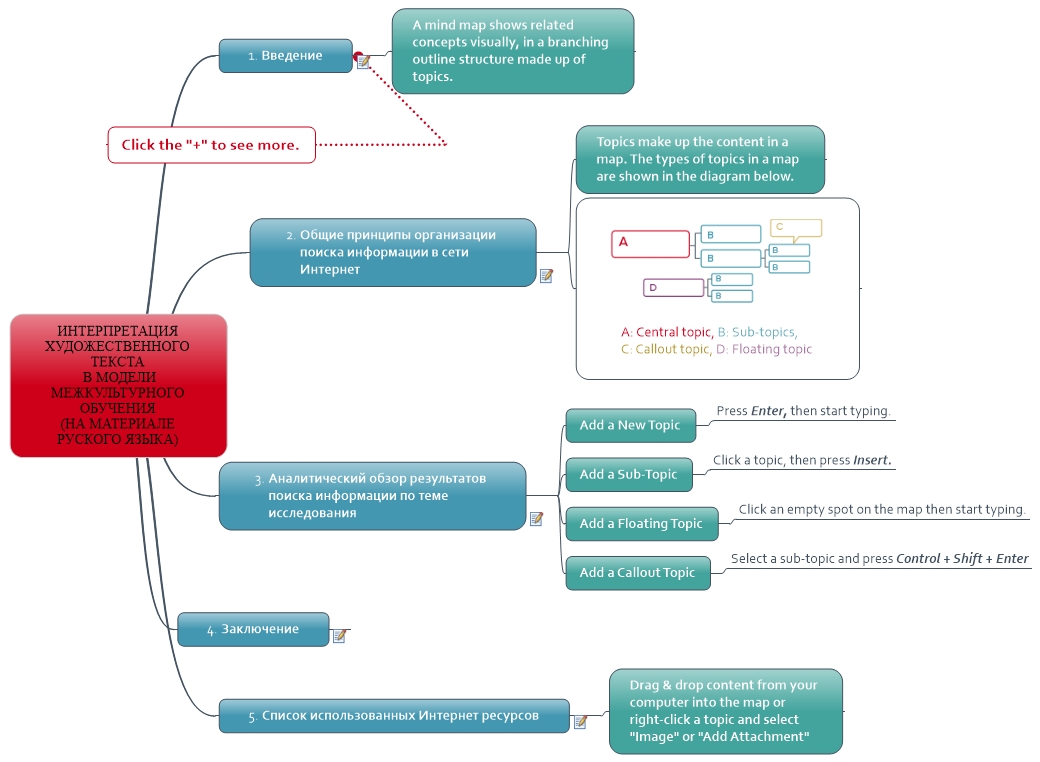 A mind map shows related
concepts visually, in a branching
outline structure made up of
topics.
1. Введение
Click the "+" to see more.
Topics make up the content in a
map. The types of topics in a map
are shown in the diagram below.
2. Общие принципы организации
поиска информации в сети
Интернет
A
B
C
B
B
B
D
B
B
A: Central topic, B: Sub-topics,
C: Callout topic, D: Floating topic
ИНТЕРПРЕТАЦИЯ
ХУДОЖЕСТВЕННОГО
ТЕКСТА
В МОДЕЛИ
МЕЖКУЛЬТУРНОГО
ОБУЧЕНИЯ
(НА МАТЕРИАЛЕ
РУСКОГО ЯЗЫКА)
3. Аналитический обзор результатов
поиска информации по теме
исследования
Add a New Topic
Press Enter, then start typing.
Add a Sub-Topic
Click a topic, then press Insert.
Add a Floating Topic
Click an empty spot on the map then start typing.
Add a Callout Topic
Select a sub-topic and press Control + Shift + Enter
4. Заключение
5. Список использованных Интернет ресурсов
Drag & drop content from your
computer into the map or
right-click a topic and select
"Image" or "Add Attachment"